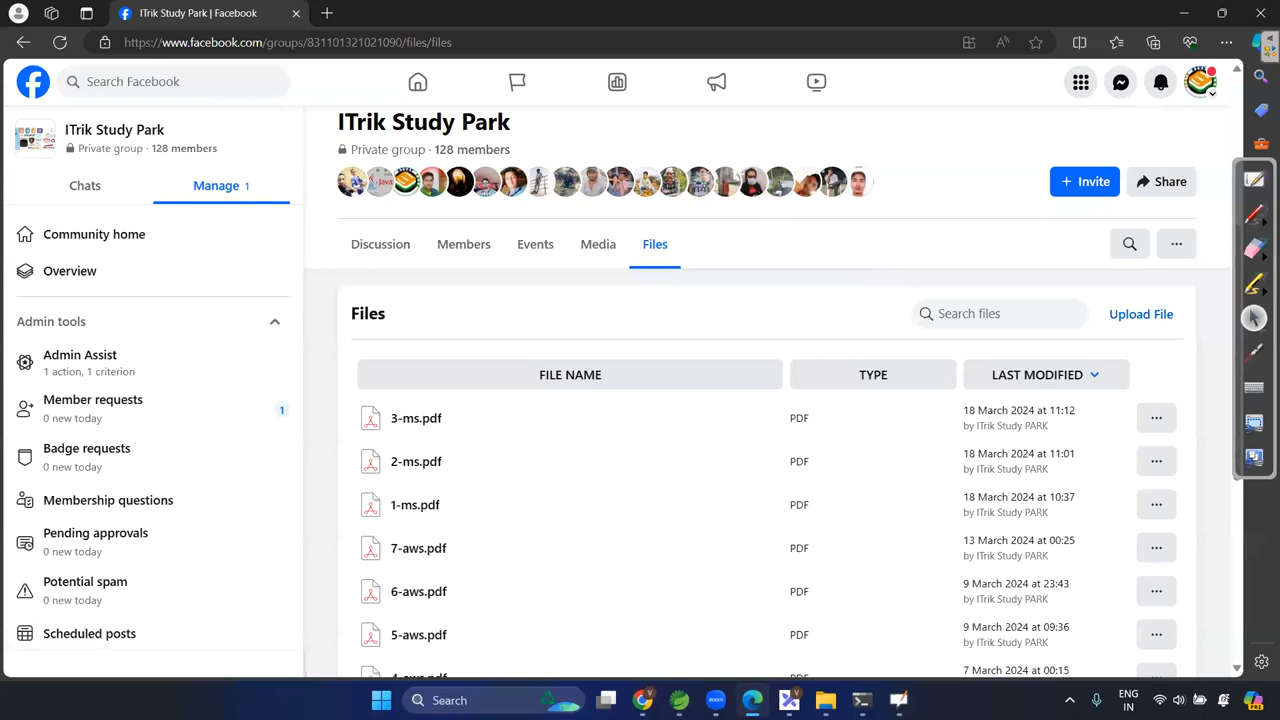 ITrik Study Park | Facebook
https://www.facebook.com/groups/831101321021090/files/files
Search Facebook
ITrik Study Park
Private group · 128 members
Chats
Manage 1
Community home
Overview
Admin tools
Admin Assist
1 action, 1 criterion
Member requests
0 new today
1
Badge requests
0 new today
Membership questions
Pending approvals
0 new today
Potential spam
0 new today
Scheduled posts
ITrik Study Park
Private group · 128 members
+ Invite
Share
Discussion
Members
Events
Media
Files
Files
Search files
Upload File
FILE NAME TYPE LAST MODIFIED
3-ms.pdf PDF 18 March 2024 at 11:12
by ITrik Study PARK
2-ms.pdf PDF 18 March 2024 at 11:01
by ITrik Study PARK
1-ms.pdf PDF 18 March 2024 at 10:37
by ITrik Study PARK
7-aws.pdf PDF 13 March 2024 at 00:25
by ITrik Study PARK
6-aws.pdf PDF 9 March 2024 at 23:43
by ITrik Study PARK
5-aws.pdf PDF 9 March 2024 at 09:36
by ITrik Study PARK
7 March 2024 at 00:15
Search
zoom
ENG
IN